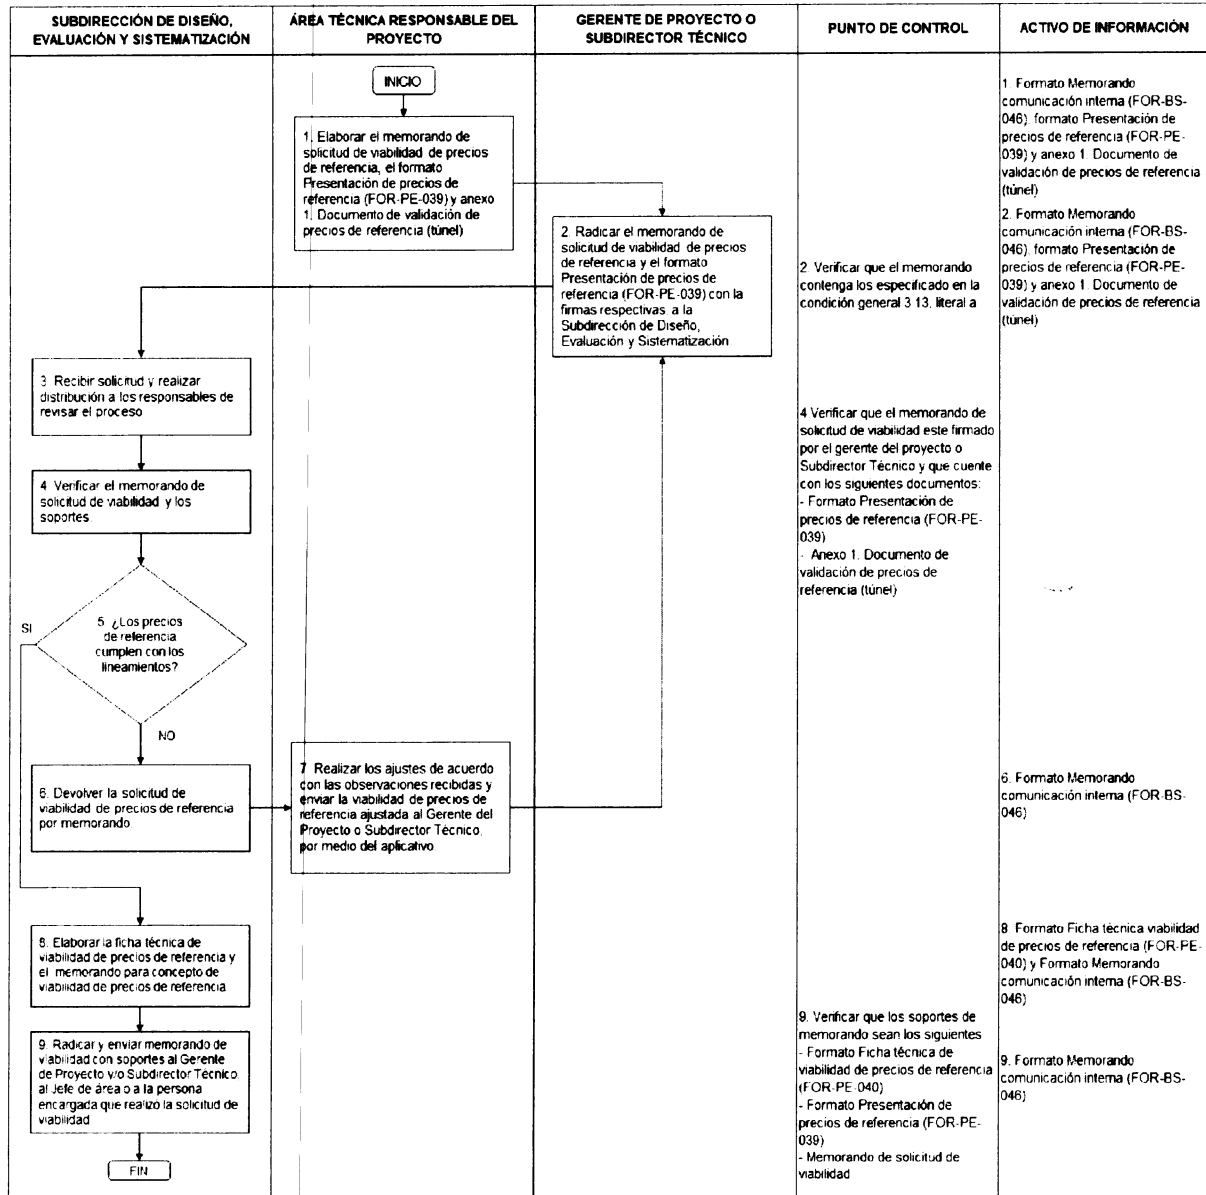 SUBDIRECCIÓN DE DISEÑO,
EVALUACIÓN Y SISTEMATIZACIÓN
ÁREA TÉCNICA RESPONSABLE DEL
PROYECTO
GERENTE DE PROYECTO O
SUBDIRECTOR TÉCNICO
PUNTO DE CONTROL
ACTIVO DE INFORMACIÓN
INICIO
1. Elaborar el memorando de
solicitud de viabilidad de precios
de referencia, el formato
Presentación de precios de
referencia (FOR-PE-039) y anexo
1. Documento de validación de
precios de referencia (túnel)
2. Radicar el memorando de
solicitud de viabilidad de precios
de referencia y el formato
Presentación de precios de
referencia (FOR-PE-039) con la
firmas respectivas a la
Subdirección de Diseño,
Evaluación y Sistematización
2. Verificar que el memorando
contenga los especificado en la
condición general 3.13, literal a
1. Formato Memorando
comunicación interna (FOR-BS-
046), formato Presentación de
precios de referencia (FOR-PE-
039) y anexo 1. Documento de
validación de precios de referencia
(túnel)
2. Formato Memorando
comunicación interna (FOR-BS-
046), formato Presentación de
precios de referencia (FOR-PE-
039) y anexo 1. Documento de
validación de precios de referencia
(túnel)
3. Recibir solicitud y realizar
distribución a los responsables de
revisar el proceso
4. Verificar el memorando de
solicitud de viabilidad y los
soportes.
4 Verificar que el memorando de
solicitud de viabilidad este firmado
por el gerente del proyecto o
Subdirector Técnico y que cuente
con los siguientes documentos:
- Formato Presentación de
precios de referencia (FOR-PE-
039)
- Anexo 1. Documento de
validación de precios de
referencia (túnel)
SI
5. ¿Los precios
de referencia
cumplen con los
lineamientos?
NO
6. Devolver la solicitud de
viabilidad de precios de referencia
por memorando.
7. Realizar los ajustes de acuerdo
con las observaciones recibidas y
enviar la viabilidad de precios de
referencia ajustada al Gerente del
Proyecto o Subdirector Técnico,
por medio del aplicativo.
6. Formato Memorando
comunicación interna (FOR-BS-
046)
8. Elaborar la ficha técnica de
viabilidad de precios de referencia y
el memorando para concepto de
viabilidad de precios de referencia
8. Formato Ficha técnica viabilidad
de precios de referencia (FOR-PE-
040) y Formato Memorando
comunicación interna (FOR-BS-
046)
9. Radicar y enviar memorando de
viabilidad con soportes al Gerente
de Proyecto y/o Subdirector Técnico,
al Jefe de área o a la persona
encargada que realizó la solicitud de
viabilidad
9. Verificar que los soportes de
memorando sean los siguientes
- Formato Ficha técnica de
viabilidad de precios de referencia
(FOR-PE-040)
- Formato Presentación de
precios de referencia (FOR-PE-
039)
- Memorando de solicitud de
viabilidad
9. Formato Memorando
comunicación interna (FOR-BS-
046)
FIN